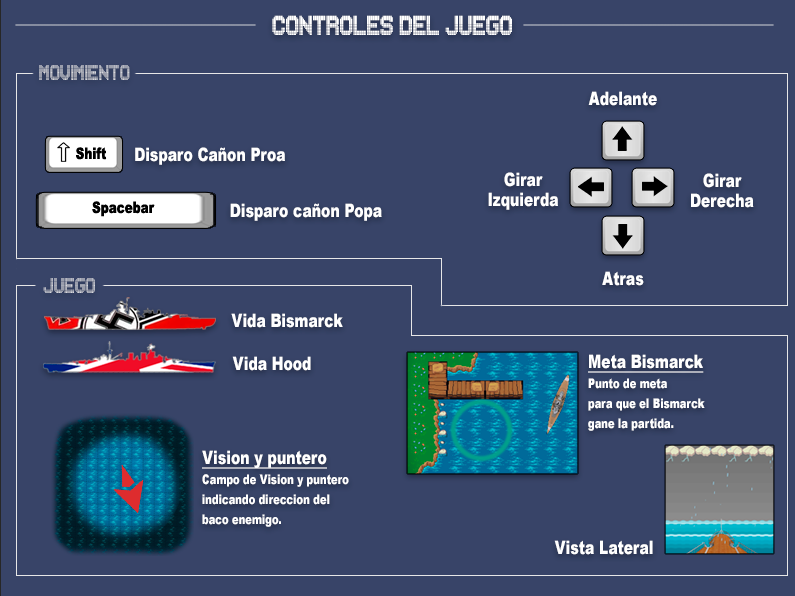 CONTROLES DEL JUEGO
MOVIMIENTO
Shift
Disparo Cañon Proa
Spacebar
Disparo cañon Popa
Adelante
Girar
Izquierda
Girar
Derecha
Atras
JUEGO
Vida Bismarck
Vida Hood
Vision y puntero
Campo de Vision y puntero
indicando direccion del
baco enemigo.
Meta Bismarck
Punto de meta
para que el Bismarck
gane la partida.
Vista Lateral